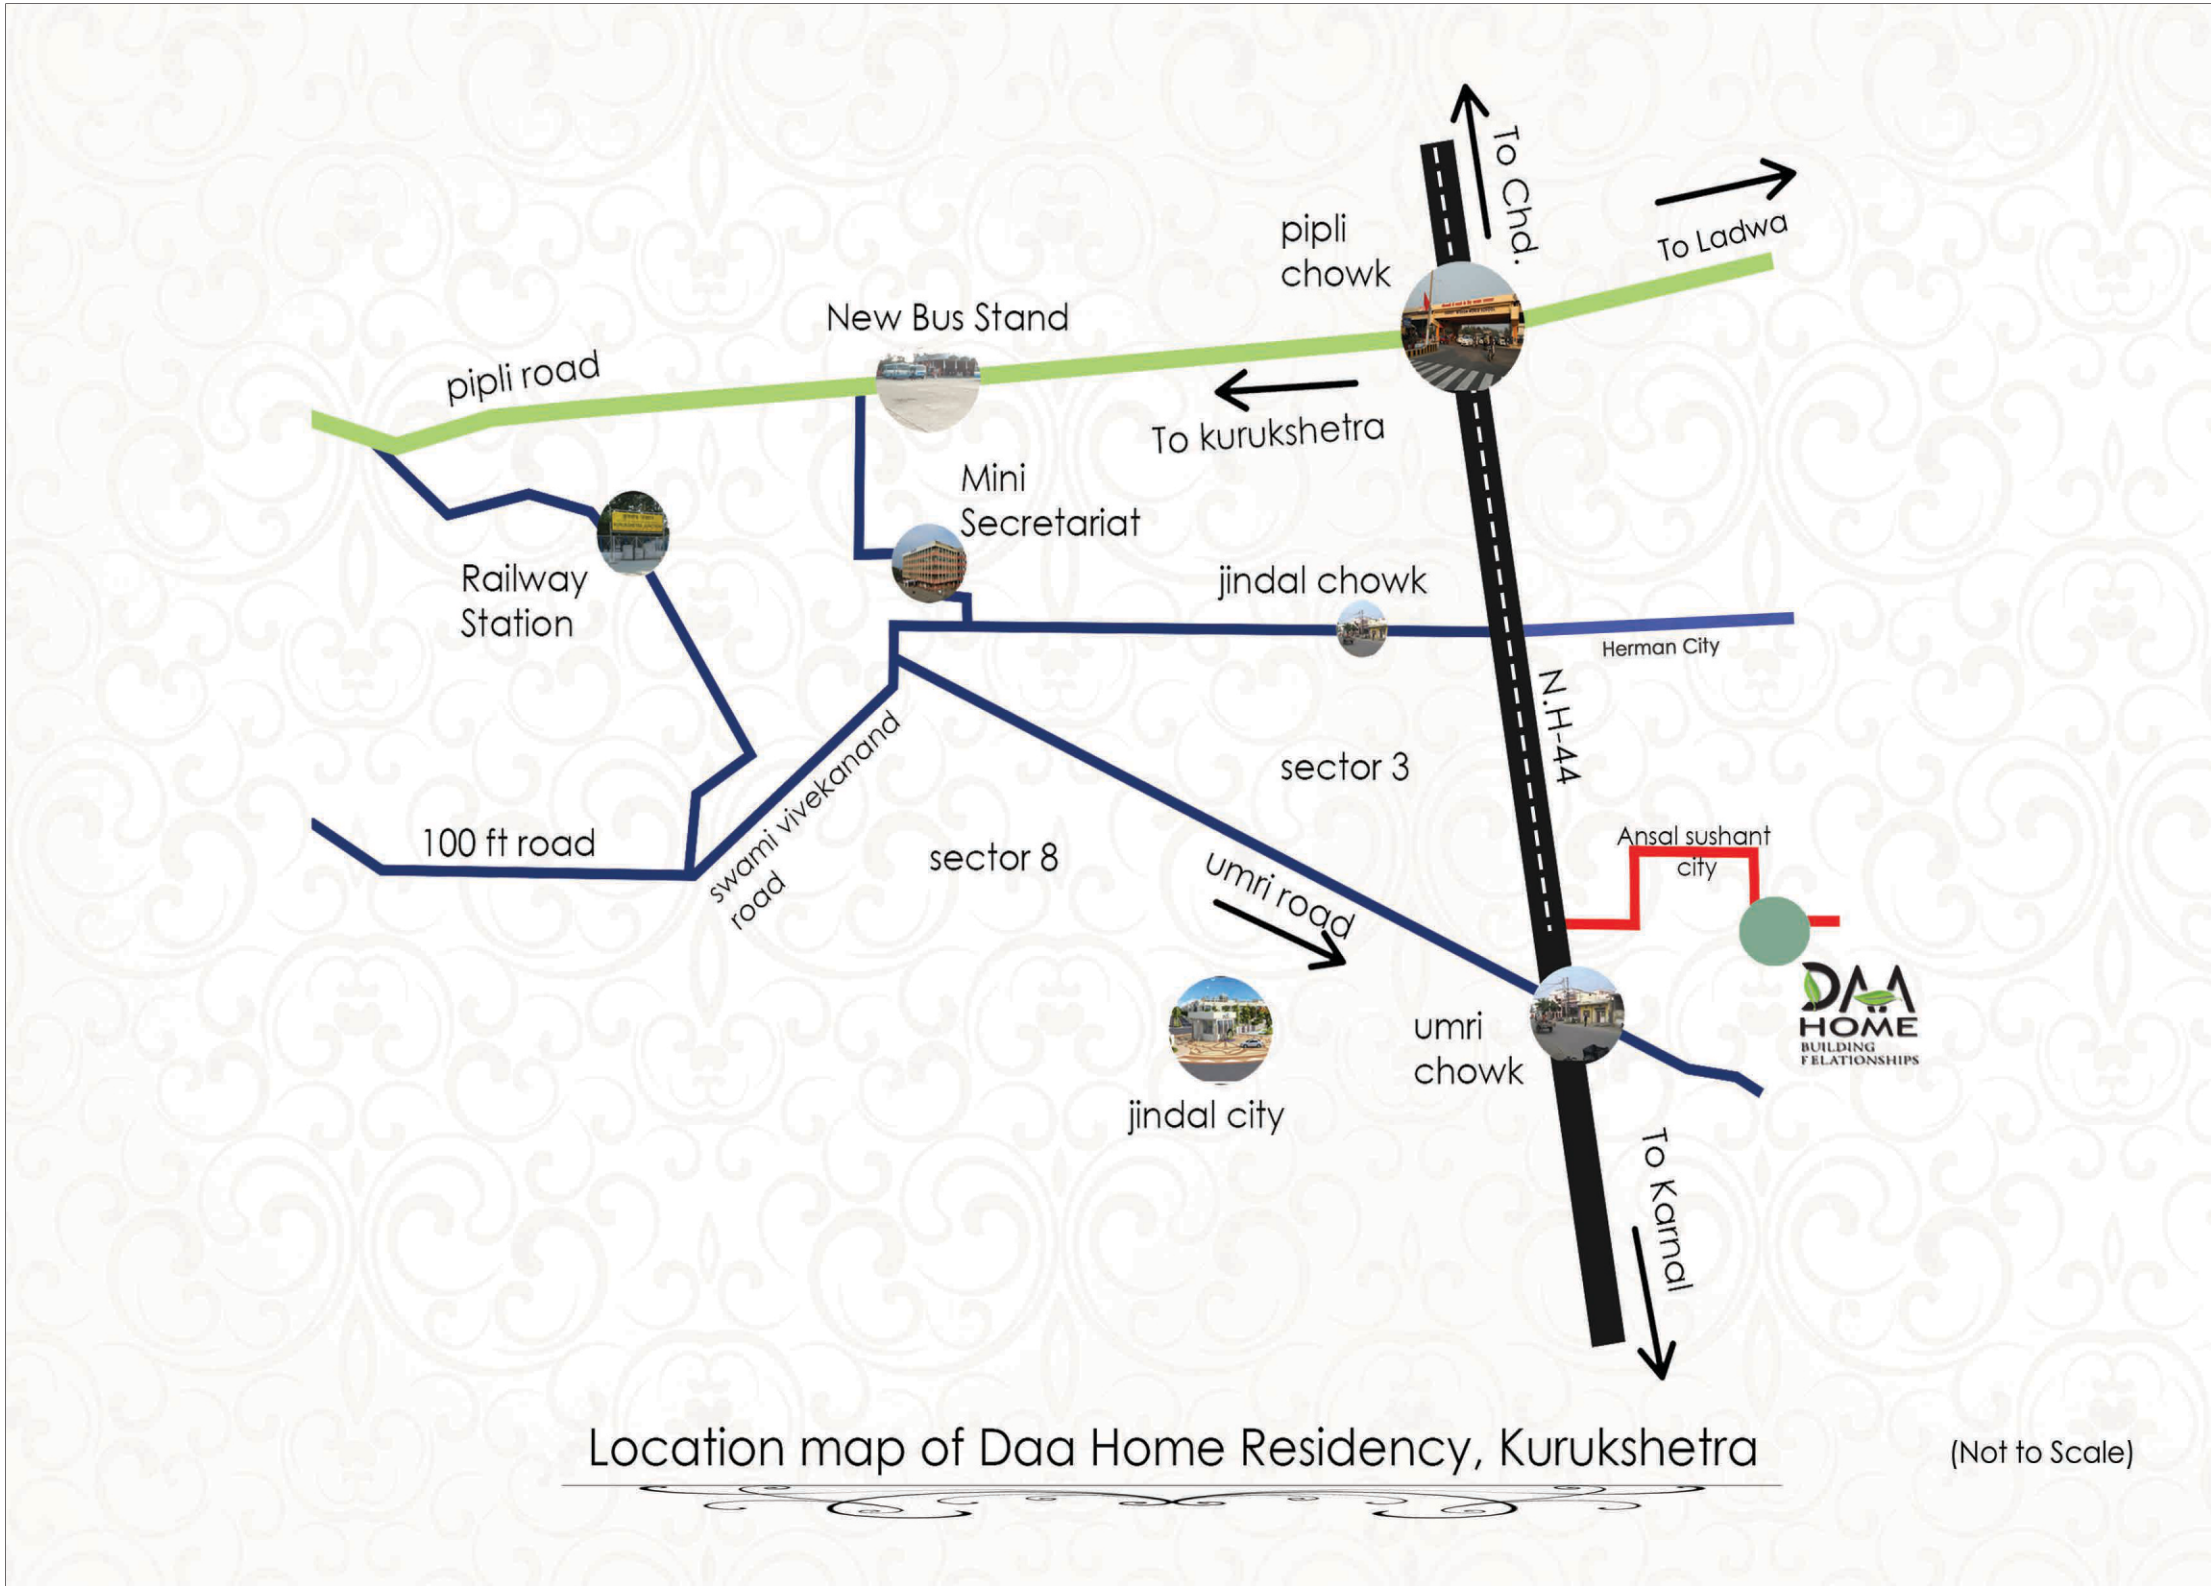 To Chd.
To Ladwa
pipli
chowk
New Bus Stand
pipli road
To kurukshetra
Mini
Secretariat
Railway
Station
jindal chowk
Herman City
N.H-44
swami vivekanand
road
sector 3
100 ft road
sector 8
umri road
Ansal sushant
city
DAA
HOME
BUILDING
FELATIONSHIPS
umri
chowk
jindal city
To Karnal
Location map of Daa Home Residency, Kurukshetra
(Not to Scale)